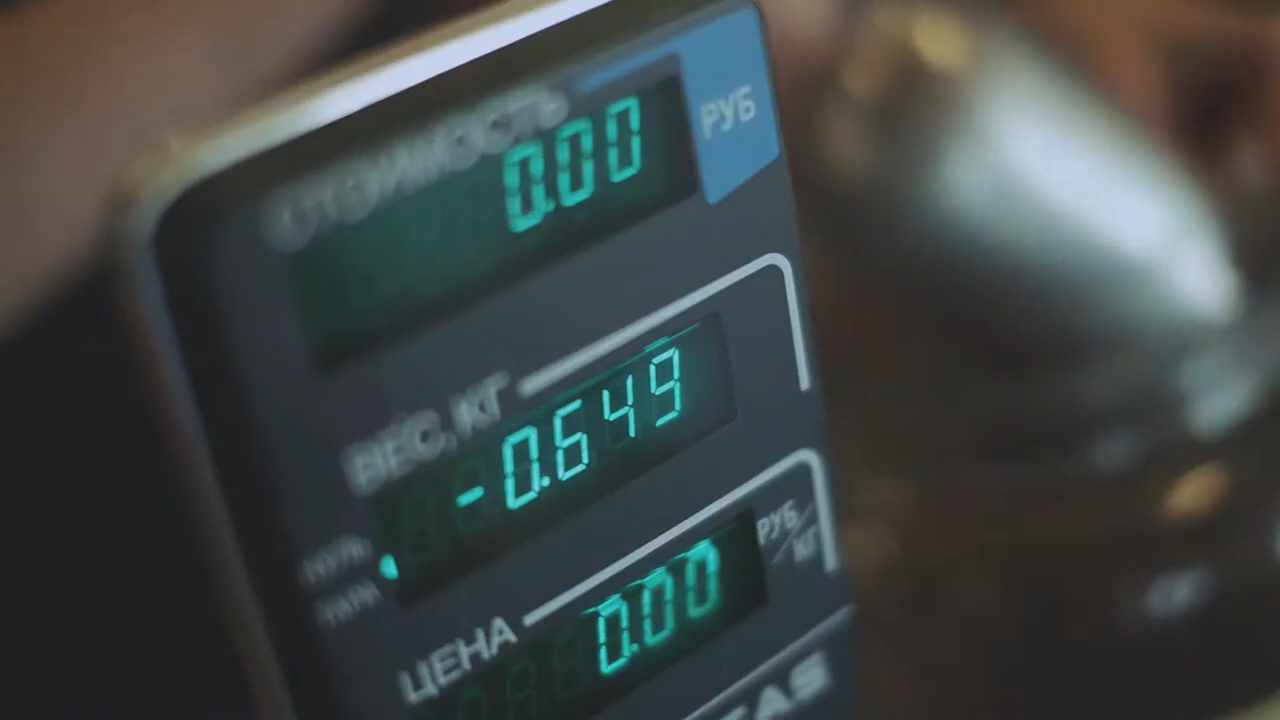 СТОИМОСТЬ
0.00 РУБ
ВЕС, КГ
-0.649
НУЛЬ
ТАРА
РУБ/КГ
ЦЕНА
0.00
CAS